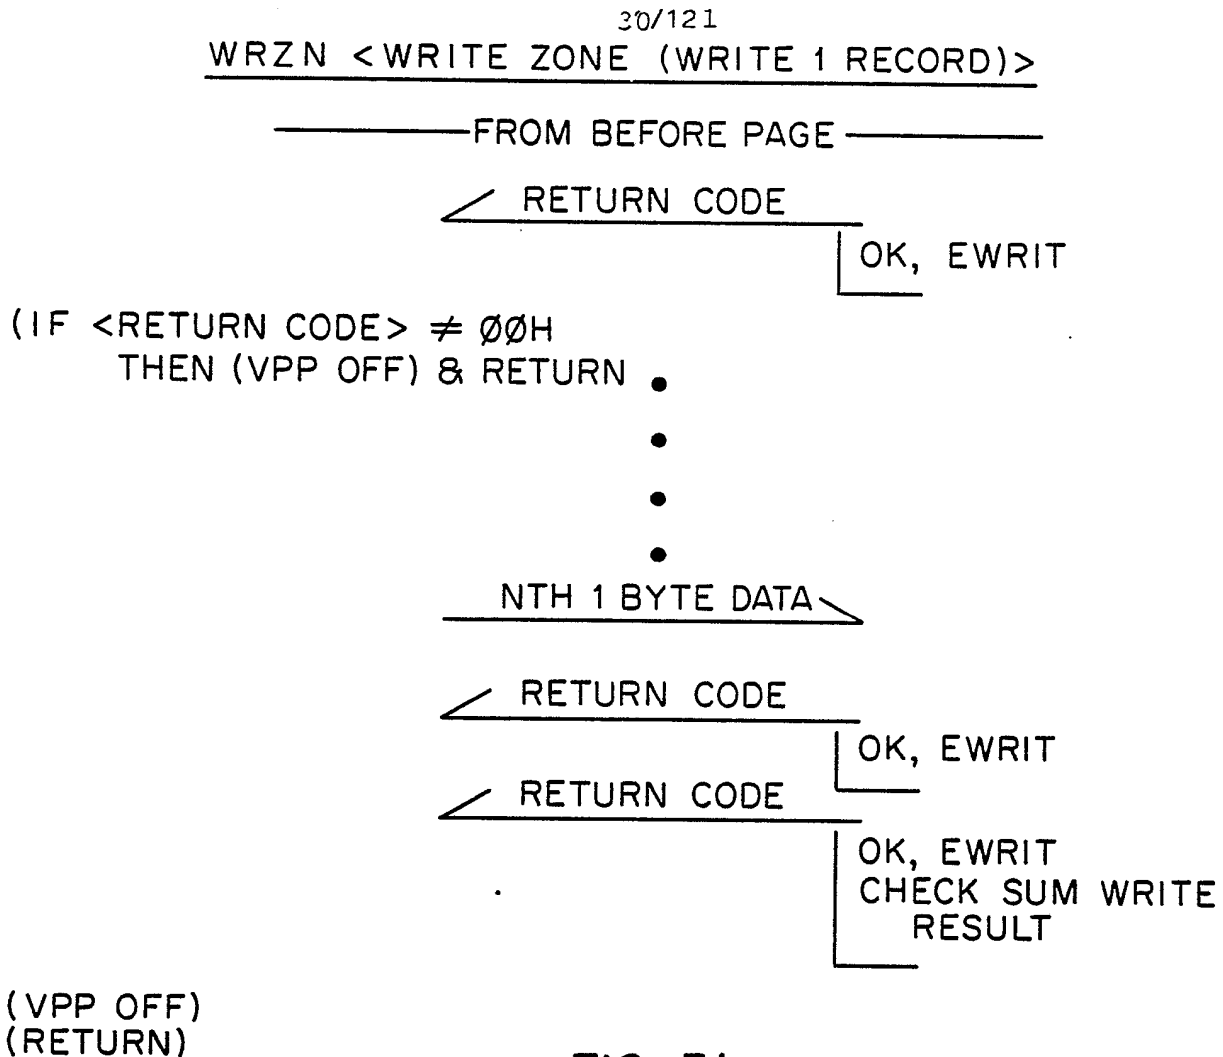 30/121
WRZN <WRITE ZONE (WRITE 1 RECORD)>
FROM BEFORE PAGE
RETURN CODE
OK, EWRIT
(IF <RETURN CODE> ≠ ØØH
THEN (VPP OFF) & RETURN
NTH 1 BYTE DATA
RETURN CODE
OK, EWRIT
RETURN CODE
OK, EWRIT
CHECK SUM WRITE
RESULT
(VPP OFF)
(RETURN)